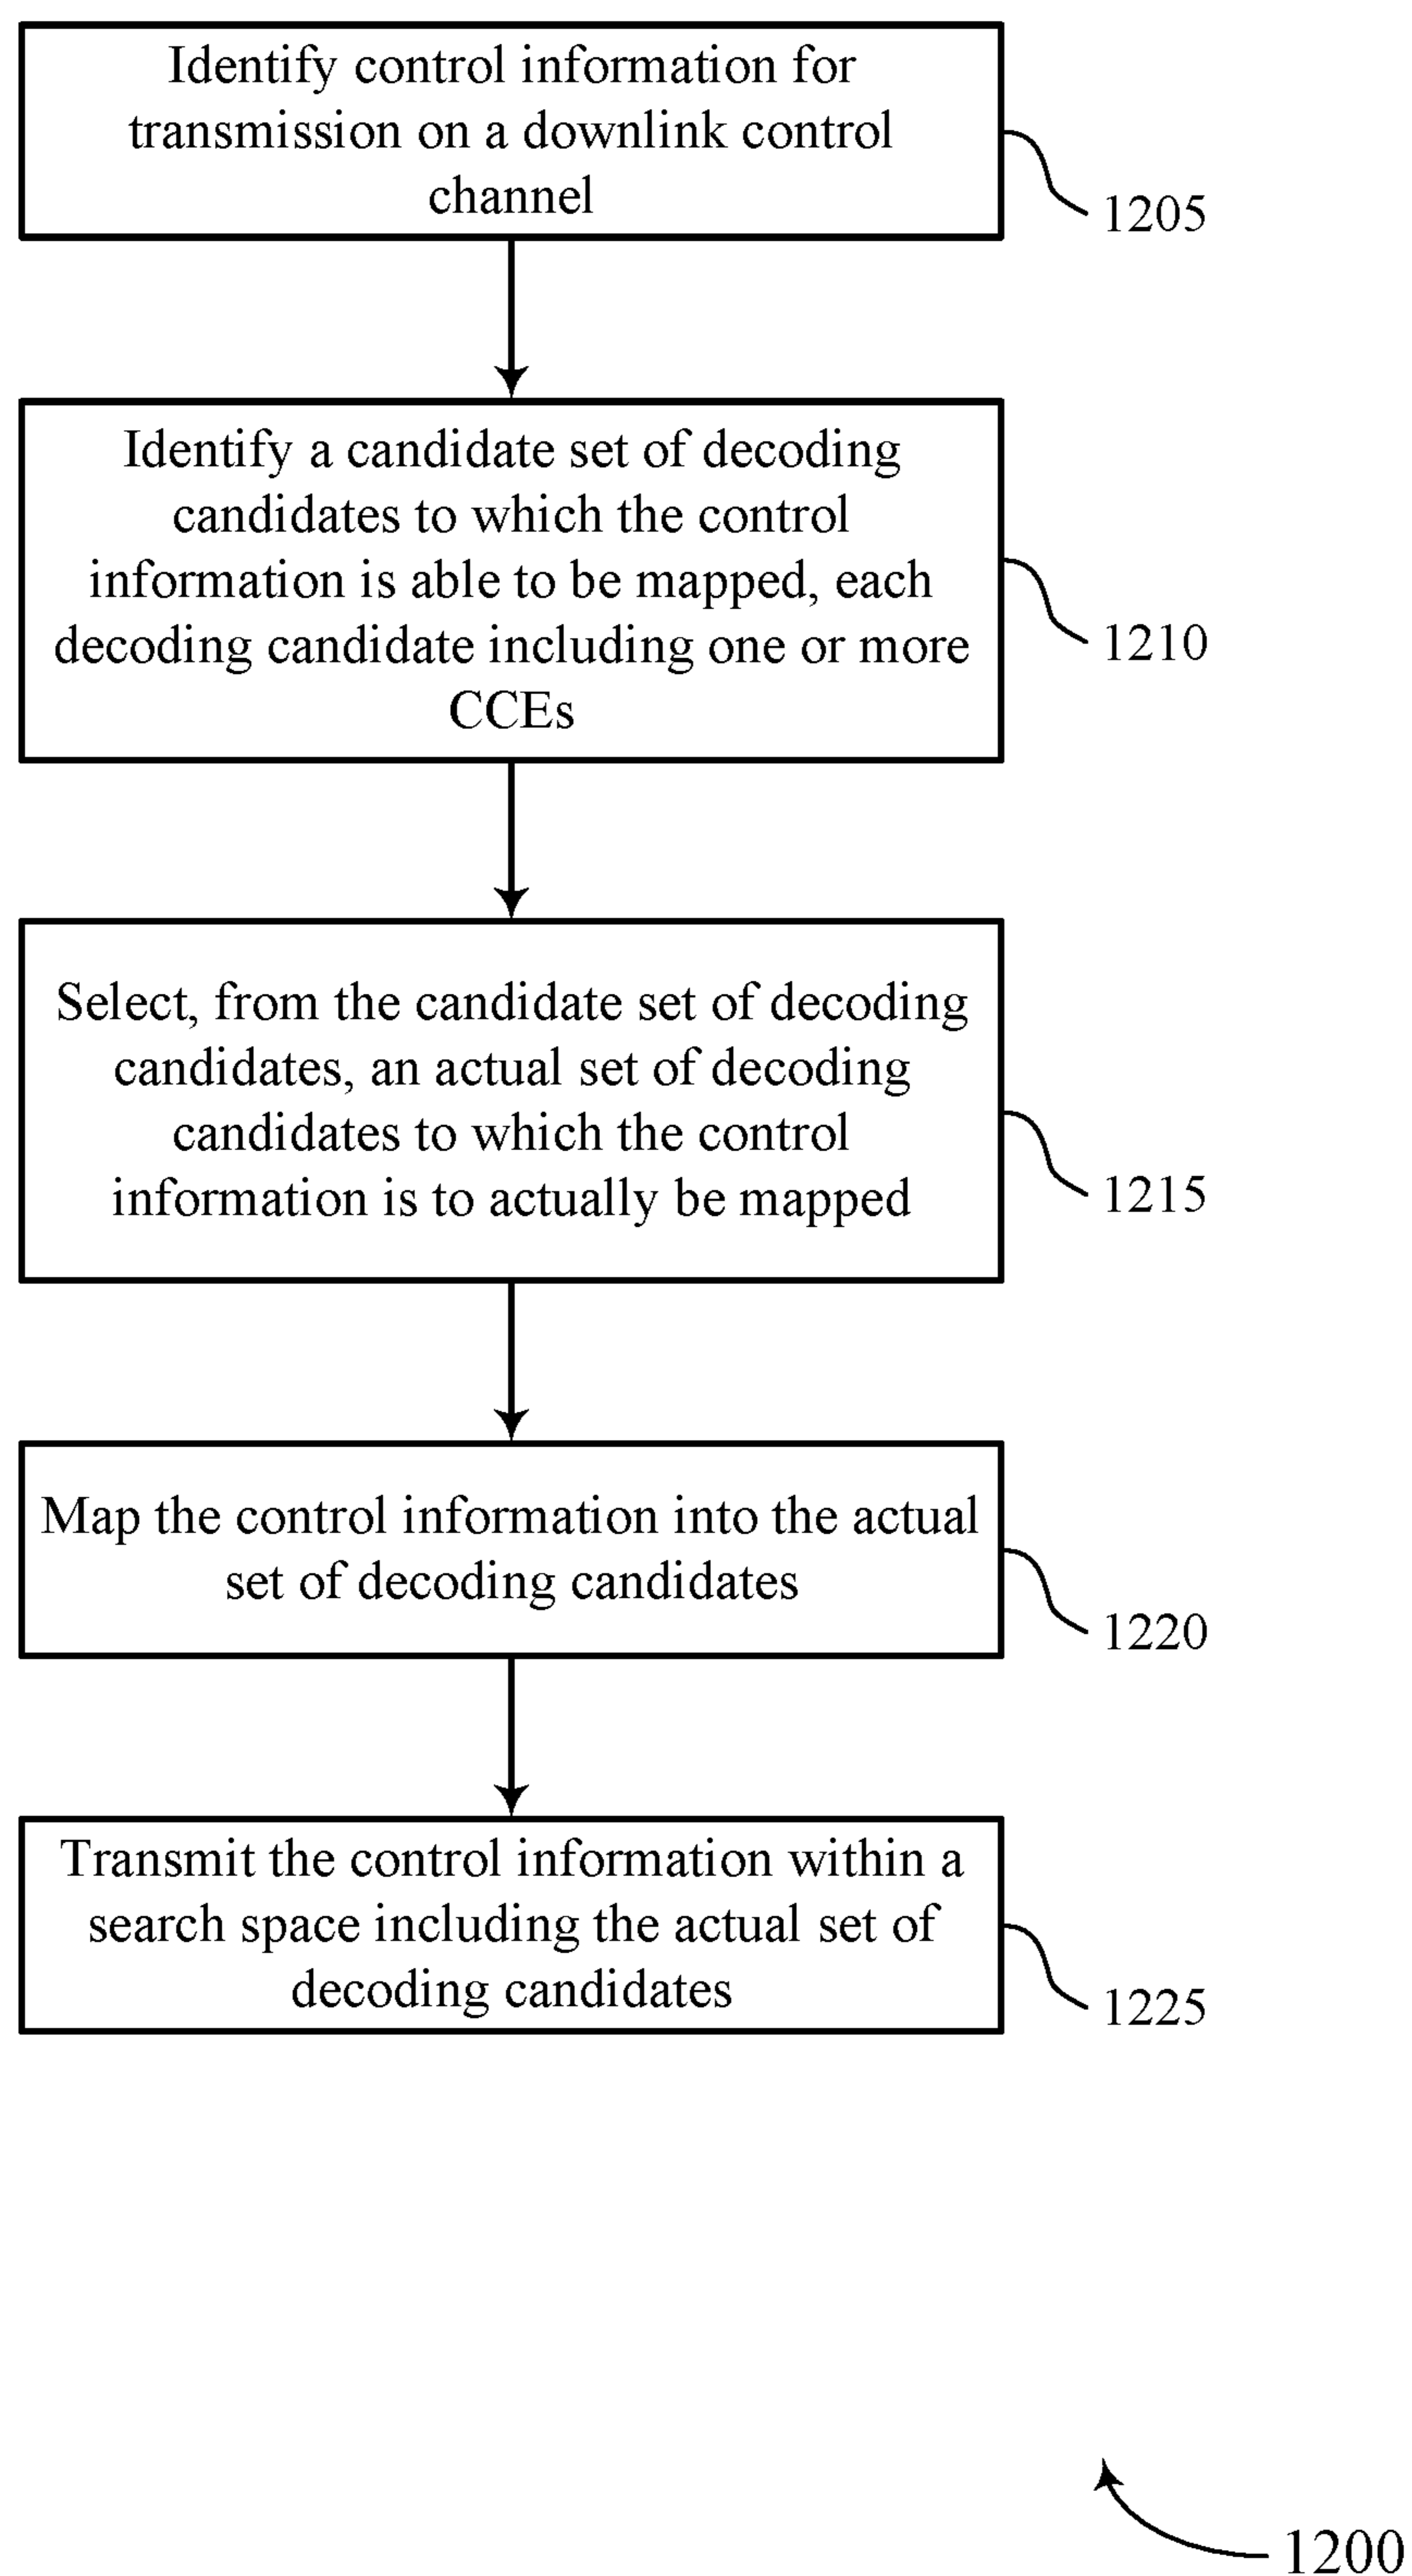 Identify control information for
transmission on a downlink control
channel
1205
Identify a candidate set of decoding
candidates to which the control
information is able to be mapped, each
decoding candidate including one or more
CCEs
1210
Select, from the candidate set of decoding
candidates, an actual set of decoding
candidates to which the control
information is to actually be mapped
1215
Map the control information into the actual
set of decoding candidates
1220
Transmit the control information within a
search space including the actual set of
decoding candidates
1225
1200